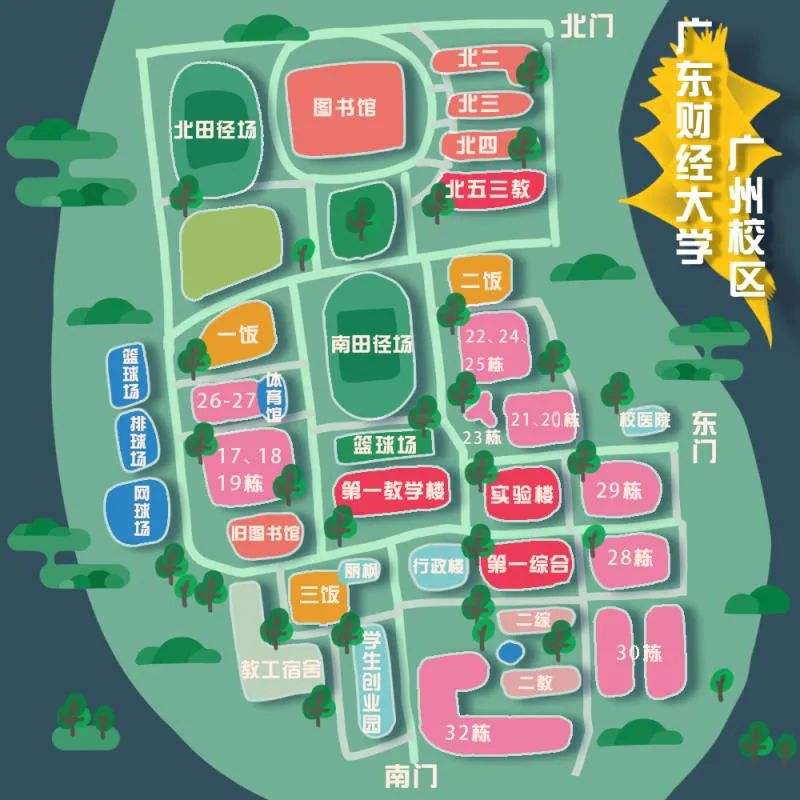 北门
广东财经大学
广州校区
北二
北三
北四
北五三教
图书馆
北田径场
二饭
一饭
南田径场
22、24、
25栋
篮球场
26-27
体育馆
21、20栋
23栋
校医院
东门
排球场
篮球场
17、18
19栋
第一教学楼
实验楼
29栋
网球场
旧图书馆
丽枫
行政楼
第一综合
28栋
三饭
二综
教工宿舍
学生创业园
二教
30栋
32栋
南门